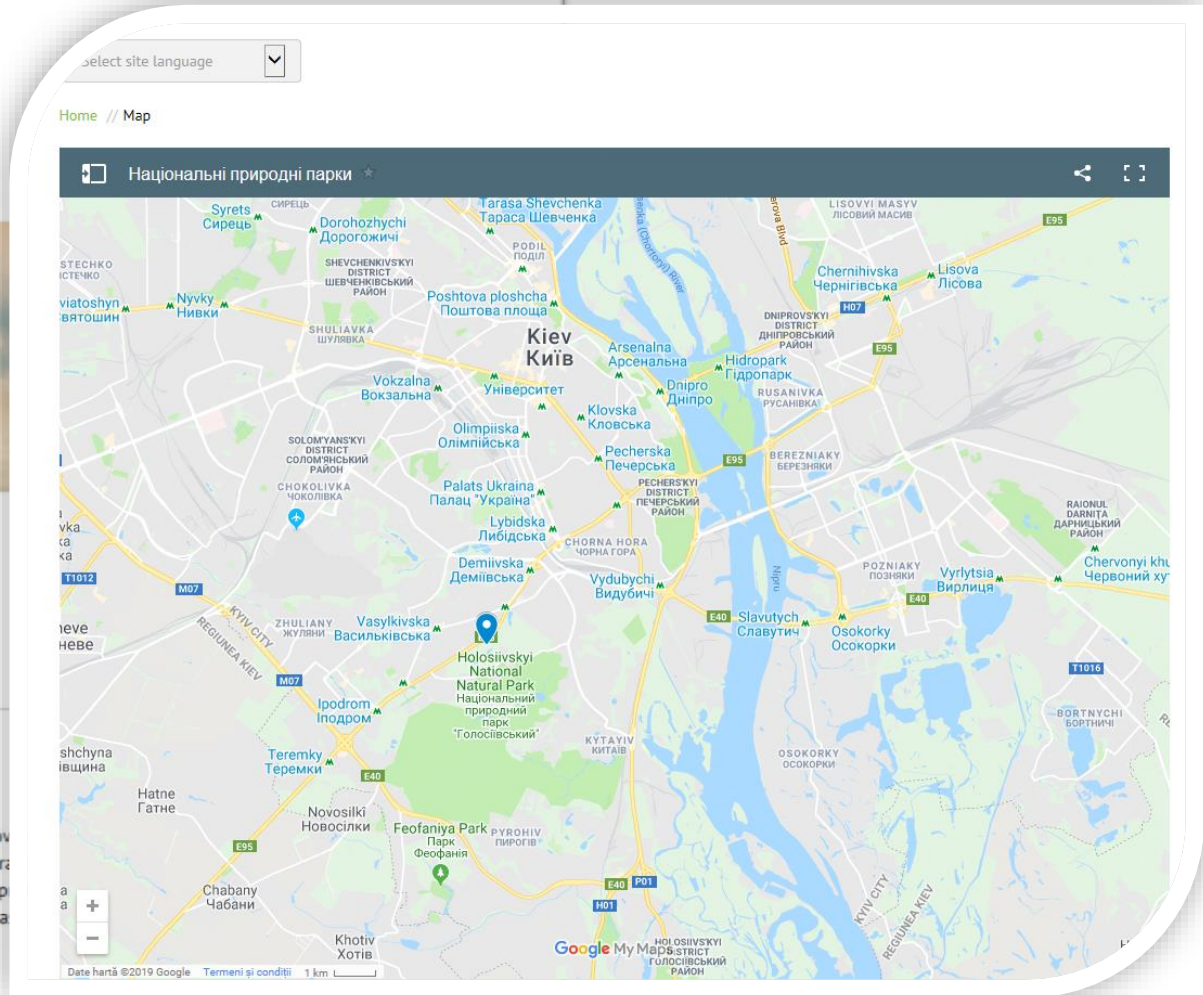 Select site language
Home // Map
Національні природні парки
Syrets
Сирець
СИРЕЦЬ
Dorohozhychi
Дорогожичі
Tarasa Shevchenka
Тараса Шевченка
PODIL
ПОДІЛ
LISOVYI MASYV
ЛІСОВИЙ МАСИВ
E95
SHEVCHENKIVS'KYI
DISTRICT
ШЕВЧЕНКІВСЬКИЙ
РАЙОН
Chernihivska
Чернігівська
Lisova
Лісова
Nyvky
Нивки
Poshtova ploshcha
Поштова площа
H07
DNIPROVS'KYI
DISTRICT
ДНІПРОВСЬКИЙ
РАЙОН
E95
SHULIAVKA
ШУЛЯВКА
Kiev
Київ
Arsenalna
Арсенальна
Hidropark
Гідропарк
Vokzalna
Вокзальна
Університет
Dnipro
Дніпро
RUSANIVKA
РУСАНІВКА
Klovska
Кловська
Olimpiiska
Олімпійська
SOLOM'YANS'KYI
DISTRICT
СОЛОМ'ЯНСЬКИЙ
РАЙОН
Pecherska
Печерська
E95
BEREZNIAKY
БЕРЕЗНЯКИ
CHOKOLIVKA
ЧОКОЛІВКА
Palats Ukraina
Палац "Україна"
PECHERS'KYI
DISTRICT
ПЕЧЕРСЬКИЙ
РАЙОН
RAIONUL
DARNIȚA
ДАРНИЦЬКИЙ
РАЙОН
Lybidska
Либідська
CHORNA HORA
ЧОРНА ГОРА
Demiivska
Деміївська
Vydubychi
Видубичі
Nipru
POZNIAKY
ПОЗНЯКИ
Vyrlytsia
Вирлиця
Chervonyi khu
Червоний ху
T1012
M07
E40
KYIV CITY
REGIUNEA KIEV
ZHULIANY
ЖУЛЯНИ
Vasylkivska
Васильківська
E40
Slavutych
Славутич
Osokorky
Осокорки
Holosiivskyi
National
Natural Park
Національний
природний
парк
"Голосіївський"
T1016
M07
Ipodrom
Іподром
BORTNYCHI
БОРТНИЧІ
KYTAYIV
КИТАЇВ
OSOKORKY
ОСОКОРКИ
Teremky
Теремки
E40
Hatne
Гатне
Novosilki
Новосілки
Feofaniya Park
Парк
Феофанія
PYROHIV
ПИРОГІВ
E95
Chabany
Чабани
E40
P01
H01
KYIV CITY
REGIUNEA KIEV
Khotiv
Хотів
Google My Maps
HOLOSIIVS'KYI
DISTRICT
ГОЛОСІЇВСЬКИЙ
РАЙОН
Date hartă ©2019 Google Termeni și condiții 1 km